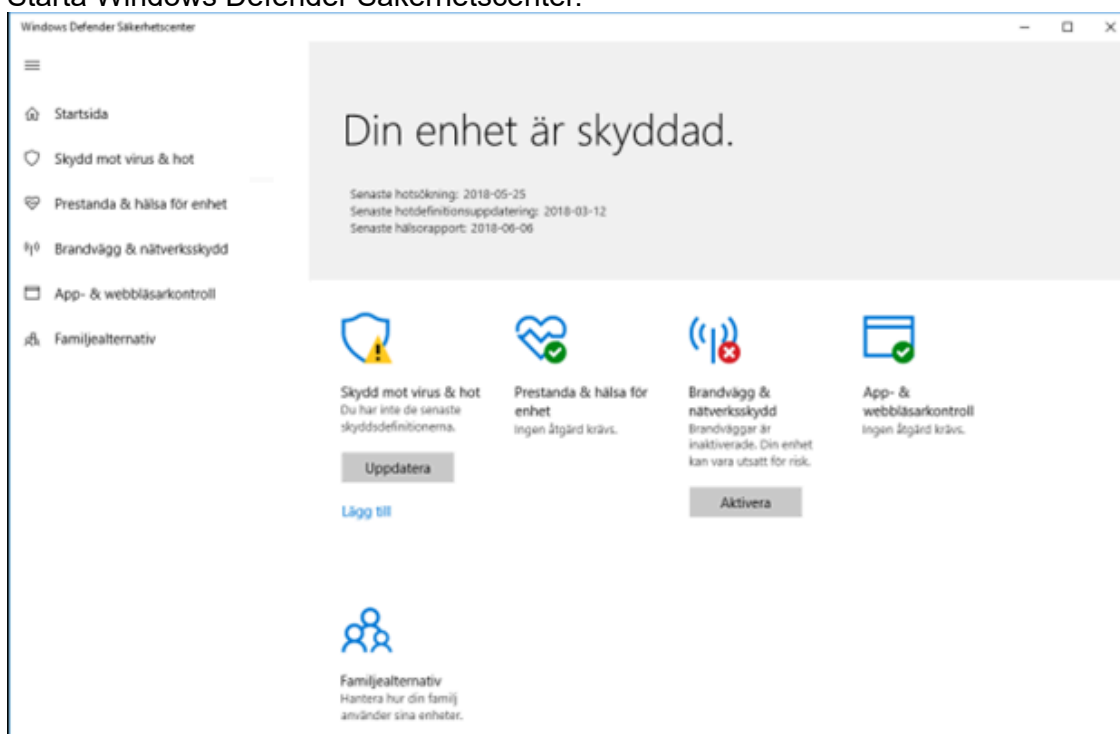 Starta Windows Defender Säkerhetscenter.
Windows Defender Säkerhetscenter
Startsida
Skydd mot virus & hot
Prestanda & hälsa för enhet
Brandvägg & nätverksskydd
App- & webbläsarkontroll
Familjealternativ
Din enhet är skyddad.
Senaste hotsökning: 2018-05-25
Senaste hotdefinitionsuppdatering: 2018-03-12
Senaste hälsorapport: 2018-06-06
Skydd mot virus & hot
Du har inte de senaste
skyddsdefinitionerna.
Uppdatera
Lägg till
Prestanda & hälsa för
enhet
Ingen åtgärd krävs.
Brandvägg &
nätverksskydd
Brandväggar är
inaktiverade. Din enhet
kan vara utsatt för risk.
Aktivera
App- &
webbläsarkontroll
Ingen åtgärd krävs.
Familjealternativ
Hantera hur din familj
använder sina enheter.